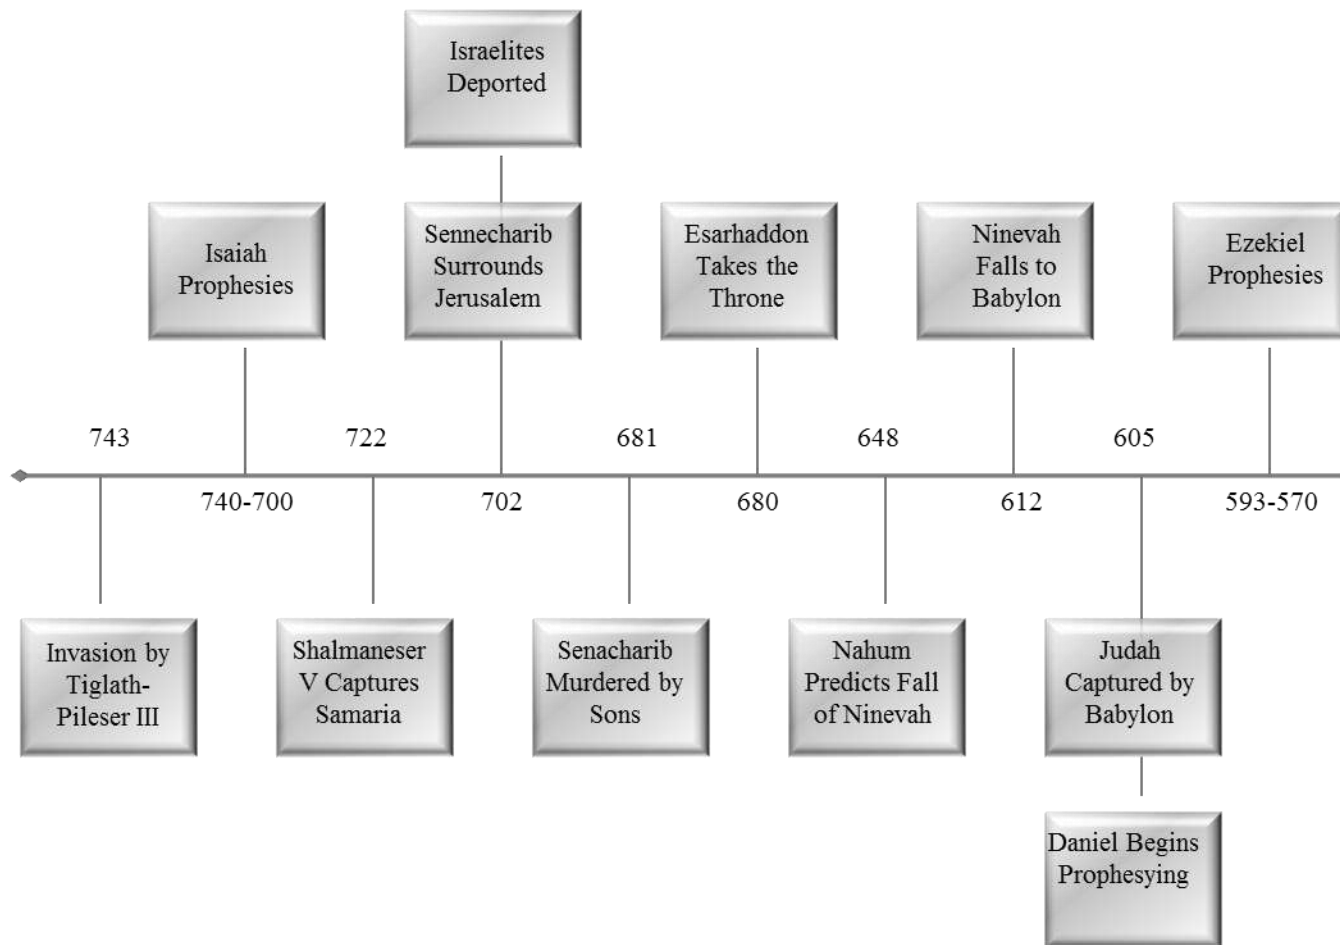 Israelites
Deported
Isaiah
Prophesies
Sennecharib
Surrounds
Jerusalem
Esarhaddon
Takes the
Throne
Ninevah
Falls to
Babylon
Ezekiel
Prophesies
743
722
681
648
605
740-700
702
680
612
593-570
Invasion by
Tiglath-
Pileser III
Shalmaneser
V Captures
Samaria
Senacharib
Murdered by
Sons
Nahum
Predicts Fall
of Ninevah
Judah
Captured by
Babylon
Daniel Begins
Prophesying